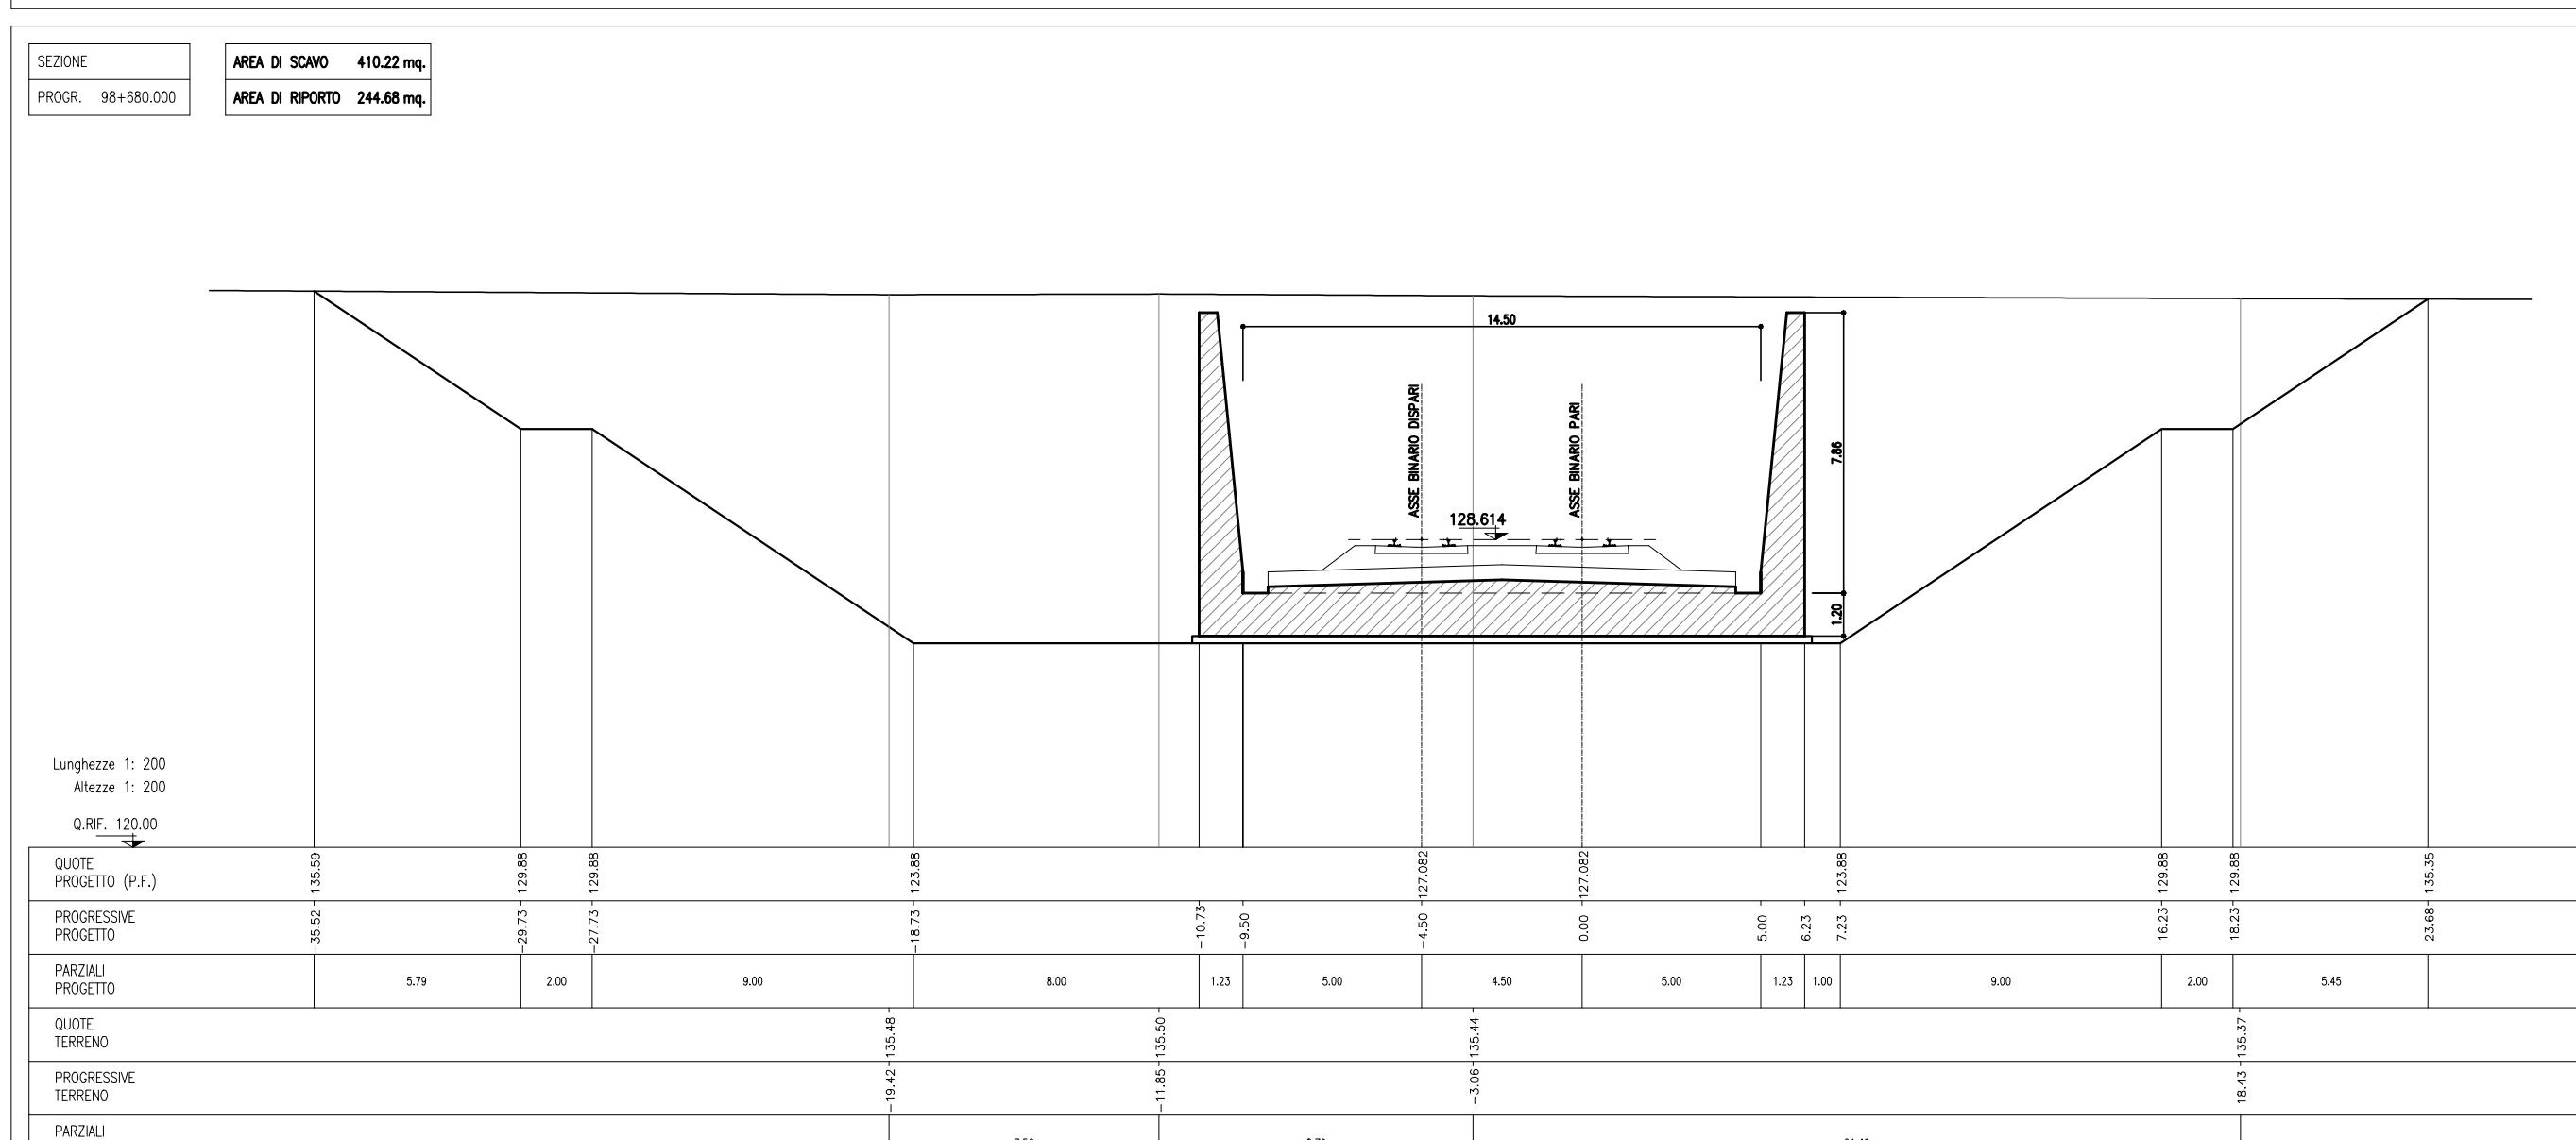 SEZIONE
PROGR. 98+680.000
AREA DI SCAVO 410.22 mq.
AREA DI RIPORTO 244.68 mq.
14.50
ASSE BINARIO DISPARI
ASSE BINARIO PARI
128.614
7.86
1.20
Lunghezze 1: 200
Altezze 1: 200
Q.RIF. 120.00
QUOTE
PROGETTO (P.F.)
135.59 129.88 129.88 123.88 127.082 127.082 123.88 129.88 129.88 135.35
PROGRESSIVE
PROGETTO
-35.52 -29.73 -27.73 -18.73 -10.73 -9.50 -4.50 0.00 5.00 6.23 7.23 16.23 18.23 23.68
PARZIALI
PROGETTO
5.79 2.00 9.00 8.00 1.23 5.00 4.50 5.00 1.23 1.00 9.00 2.00 5.45
QUOTE
TERRENO
135.48 135.50 135.44 135.37
PROGRESSIVE
TERRENO
-19.42 -11.85 -3.06 18.43
PARZIALI